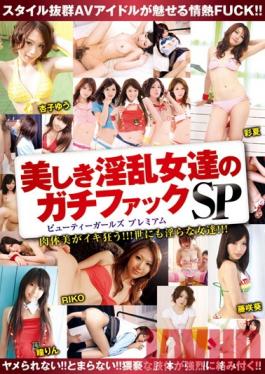 スタイル抜群AVアイドルが魅せる情熱FUCK!!
杏子ゆう
彩夏
美しき淫乱女達の
ガチファックSP
ビューティーガールズ プレミアム
肉体美がイキ狂う!!!世にも淫らな女達!!!
RIKO
藤咲葵
瞳りん
ヤメられない!!とまらない!!猥褻な肢体が強烈に絡み付く!!